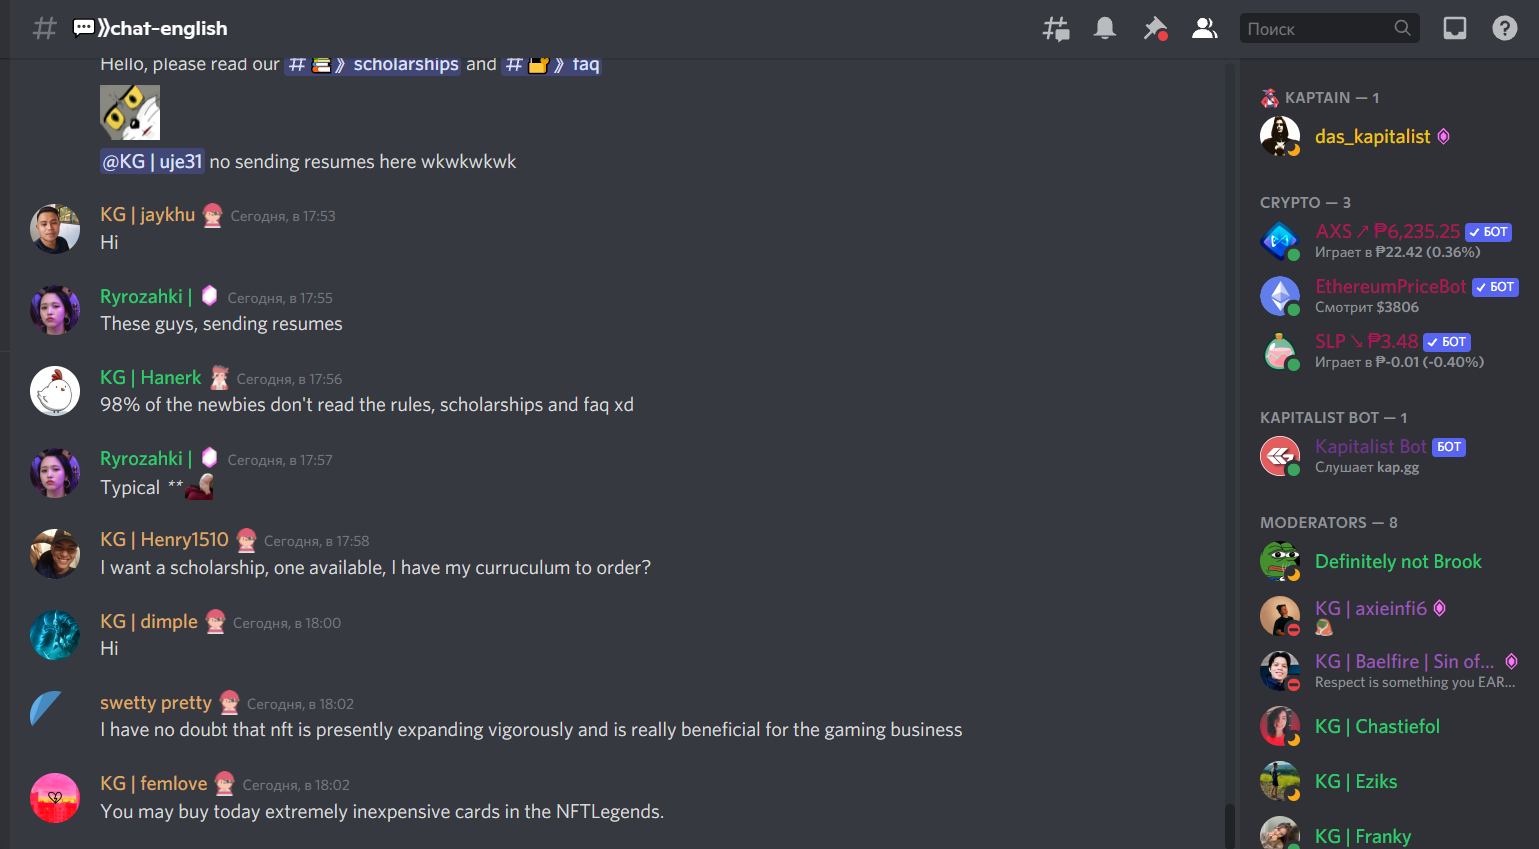 chat-english
Поиск
Hello, please read our # » scholarships and # » faq
@KG | uje31 no sending resumes here wkwkwkwk
KG | jaykhu Сегодня, в 17:53
Hi
Ryrozahki | Сегодня, в 17:55
These guys, sending resumes
KG | Hanerk Сегодня, в 17:56
98% of the newbies don't read the rules, scholarships and faq xd
Ryrozahki | Сегодня, в 17:57
Typical **
KG | Henry1510 Сегодня, в 17:58
I want a scholarship, one available, I have my curruculum to order?
KG | dimple Сегодня, в 18:00
Hi
swetty pretty Сегодня, в 18:02
I have no doubt that nft is presently expanding vigorously and is really beneficial for the gaming business
KG | femlove Сегодня, в 18:02
You may buy today extremely inexpensive cards in the NFTLegends.
KAPTAIN — 1
das_kapitalist
CRYPTO — 3
AXS ↗ ₱6,235.25 ✓ БОТ
Играет в ₱22.42 (0.36%)
EthereumPriceBot ✓ БОТ
Смотрит $3806
SLP ↘ ₱3.48 ✓ БОТ
Играет в ₱-0.01 (-0.40%)
KAPITALIST BOT — 1
Kapitalist Bot БОТ
Слушает kap.gg
MODERATORS — 8
Definitely not Brook
KG | axieinfi6
KG | Baelfire | Sin of...
Respect is something you EAR...
KG | Chastiefol
KG | Eziks
KG | Franky